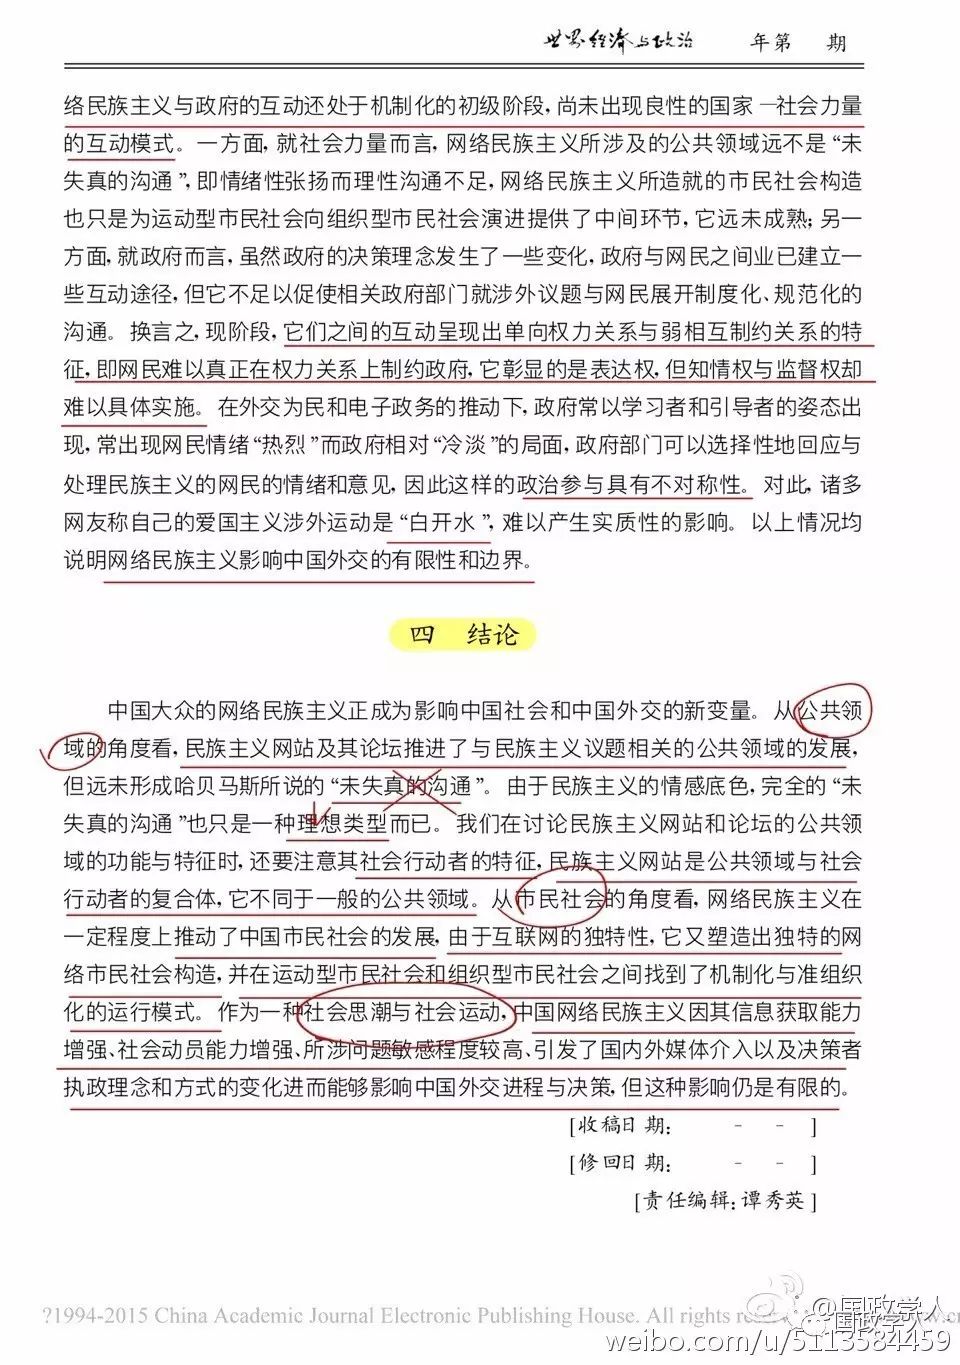 世界经济与政治 年第 期
络民族主义与政府的互动还处于机制化的初级阶段，尚未出现良性的国家—社会力量
的互动模式。一方面，就社会力量而言，网络民族主义所涉及的公共领域远不是“未
失真的沟通”，即情绪性张扬而理性沟通不足，网络民族主义所造就的市民社会构造
也只是为运动型市民社会向组织型市民社会演进提供了中间环节，它远未成熟；另一
方面，就政府而言，虽然政府的决策理念发生了一些变化，政府与网民之间业已建立一
些互动途径，但它不足以促使相关政府部门就涉外议题与网民展开制度化、规范化的
沟通。换言之，现阶段，它们之间的互动呈现出单向权力关系与弱相互制约关系的特
征，即网民难以真正在权力关系上制约政府，它彰显的是表达权，但知情权与监督权却
难以具体实施。在外交为民和电子政务的推动下，政府常以学习者和引导者的姿态出
现，常出现网民情绪“热烈”而政府相对“冷淡”的局面，政府部门可以选择性地回应与
处理民族主义的网民的情绪和意见，因此这样的政治参与具有不对称性。对此，诸多
网友称自己的爱国主义涉外运动是“白开水”，难以产生实质性的影响。以上情况均
说明网络民族主义影响中国外交的有限性和边界。
四 结论
中国大众的网络民族主义正成为影响中国社会和中国外交的新变量。从公共领
域的角度看，民族主义网站及其论坛推进了与民族主义议题相关的公共领域的发展，
但远未形成哈贝马斯所说的“未失真的沟通”。由于民族主义的情感底色，完全的“未
失真的沟通”也只是一种理想类型而已。我们在讨论民族主义网站和论坛的公共领
域的功能与特征时，还要注意其社会行动者的特征，民族主义网站是公共领域与社会
行动者的复合体，它不同于一般的公共领域。从市民社会的角度看，网络民族主义在
一定程度上推动了中国市民社会的发展，由于互联网的独特性，它又塑造出独特的网
络市民社会构造，并在运动型市民社会和组织型市民社会之间找到了机制化与准组织
化的运行模式。作为一种社会思潮与社会运动，中国网络民族主义因其信息获取能力
增强、社会动员能力增强、所涉问题敏感程度较高、引发了国内外媒体介入以及决策者
执政理念和方式的变化进而能够影响中国外交进程与决策，但这种影响仍是有限的。
[收稿日期： - - ]
[修回日期： - - ]
[责任编辑：谭秀英]
?1994-2015 China Academic Journal Electronic Publishing House. All rights
@国政学人
国政学人
weibo.com/u/5113584459